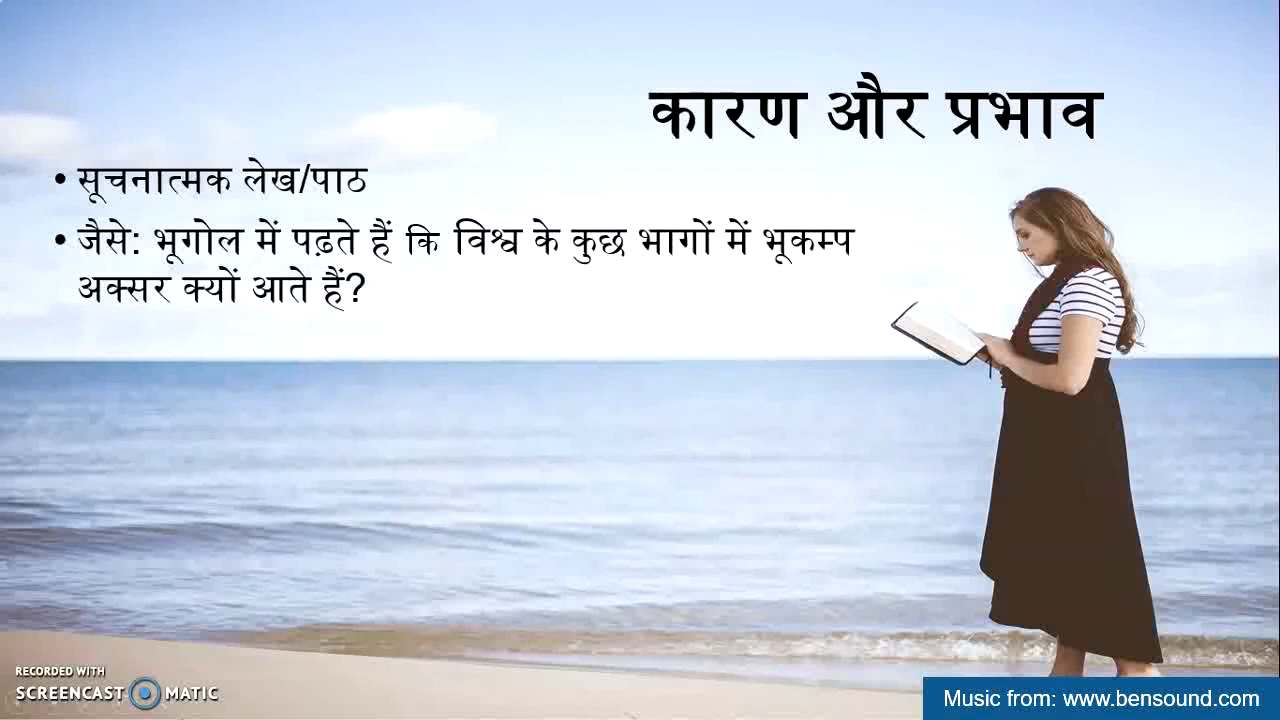 कारण और प्रभाव
• सूचनात्मक लेख/पाठ
• जैसे: भूगोल में पढ़ते हैं कि विश्व के कुछ भागों में भूकम्प
अक्सर क्यों आते हैं?
RECORDED WITH
SCREENCAST MATIC
Music from: www.bensound.com